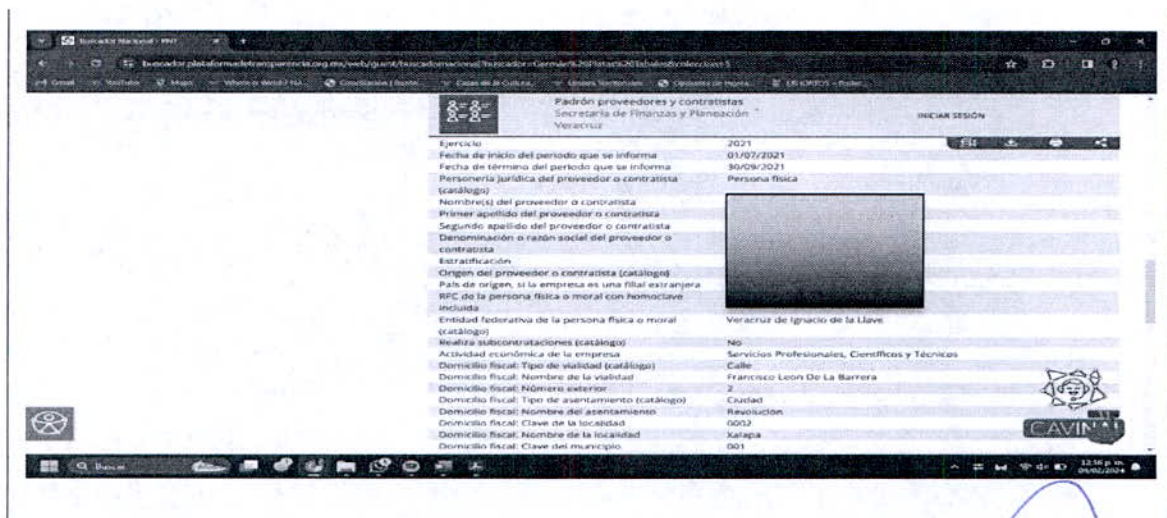 Buscador Nacional - PNT
Gmail YouTube Maps
Padrón proveedores y contratistas
Secretaría de Finanzas y Planeación
Veracruz
INICIAR SESIÓN
Ejercicio 2021
Fecha de inicio del periodo que se informa 01/07/2021
Fecha de término del periodo que se informa 30/09/2021
Personería jurídica del proveedor o contratista Persona física
(catálogo)
Nombre(s) del proveedor o contratista
Primer apellido del proveedor o contratista
Segundo apellido del proveedor o contratista
Denominación o razón social del proveedor o
contratista
Estratificación
Origen del proveedor o contratista (catálogo)
País de origen, si la empresa es una filial extranjera
RFC de la persona física o moral con homoclave
incluida
Entidad federativa de la persona física o moral Veracruz de Ignacio de la Llave
(catálogo)
Realiza subcontrataciones (catálogo) No
Actividad económica de la empresa Servicios Profesionales, Científicos y Técnicos
Domicilio fiscal: Tipo de vialidad (catálogo) Calle
Domicilio fiscal: Nombre de la vialidad Francisco Leon De La Barrera
Domicilio fiscal: Número exterior 2
Domicilio fiscal: Tipo de asentamiento (catálogo) Ciudad
Domicilio fiscal: Nombre del asentamiento Revolución
Domicilio fiscal: Clave de la localidad 0002
Domicilio fiscal: Nombre de la localidad Xalapa
Domicilio fiscal: Clave del municipio 001
CAVINAI
Buscar
12:56 p. m.